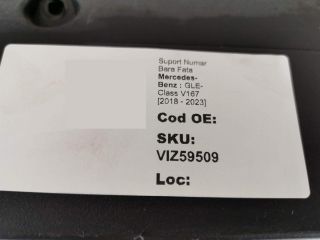 Suport Numar
Bara Fata
Mercedes-
Benz : GLE-
Class V167
[2018 - 2023]
Cod OE:
SKU:
VIZ59509
Loc: